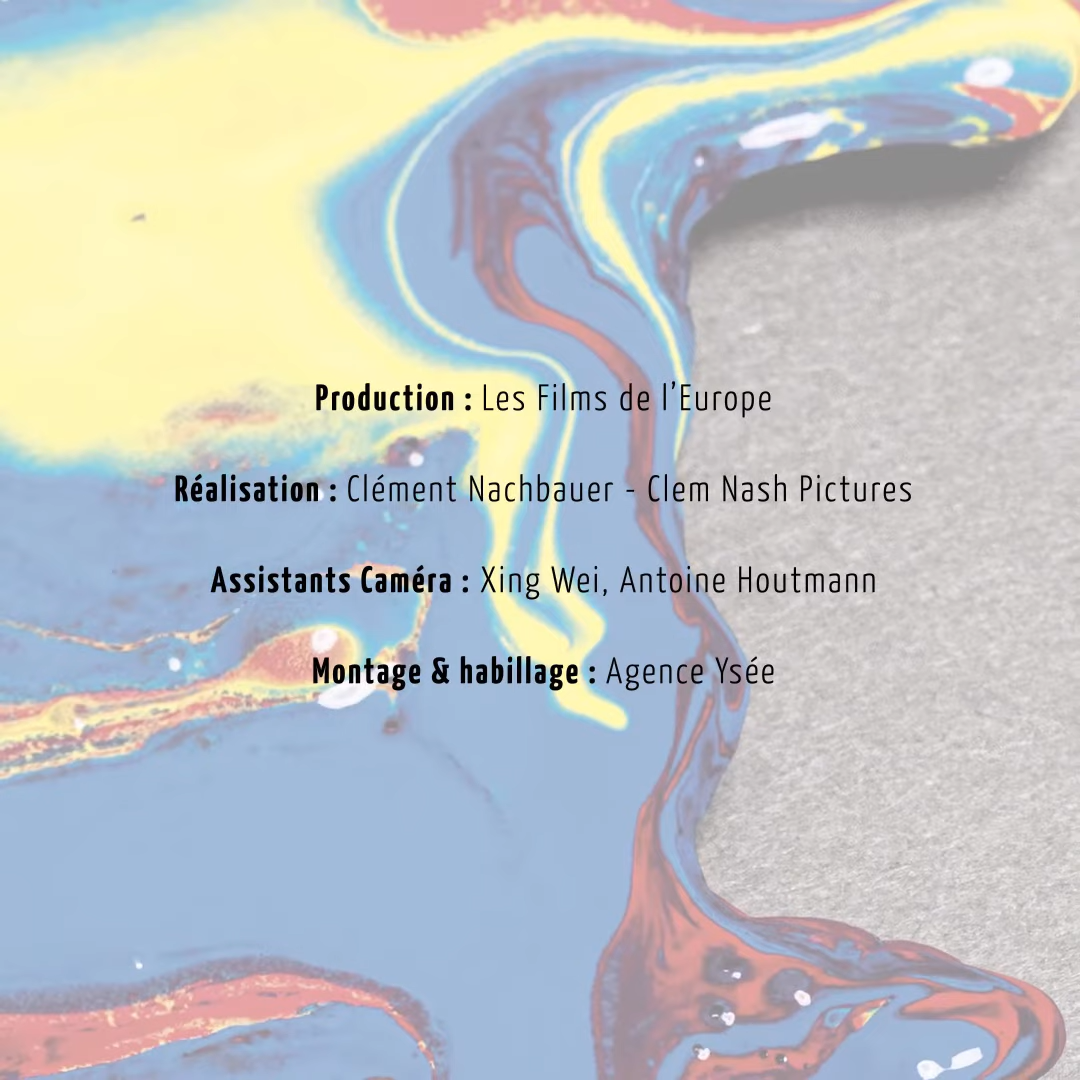 Production : Les Films de l’Europe
Réalisation : Clément Nachbauer - Clem Nash Pictures
Assistants Caméra : Xing Wei, Antoine Houtmann
Montage & habillage : Agence Ysée